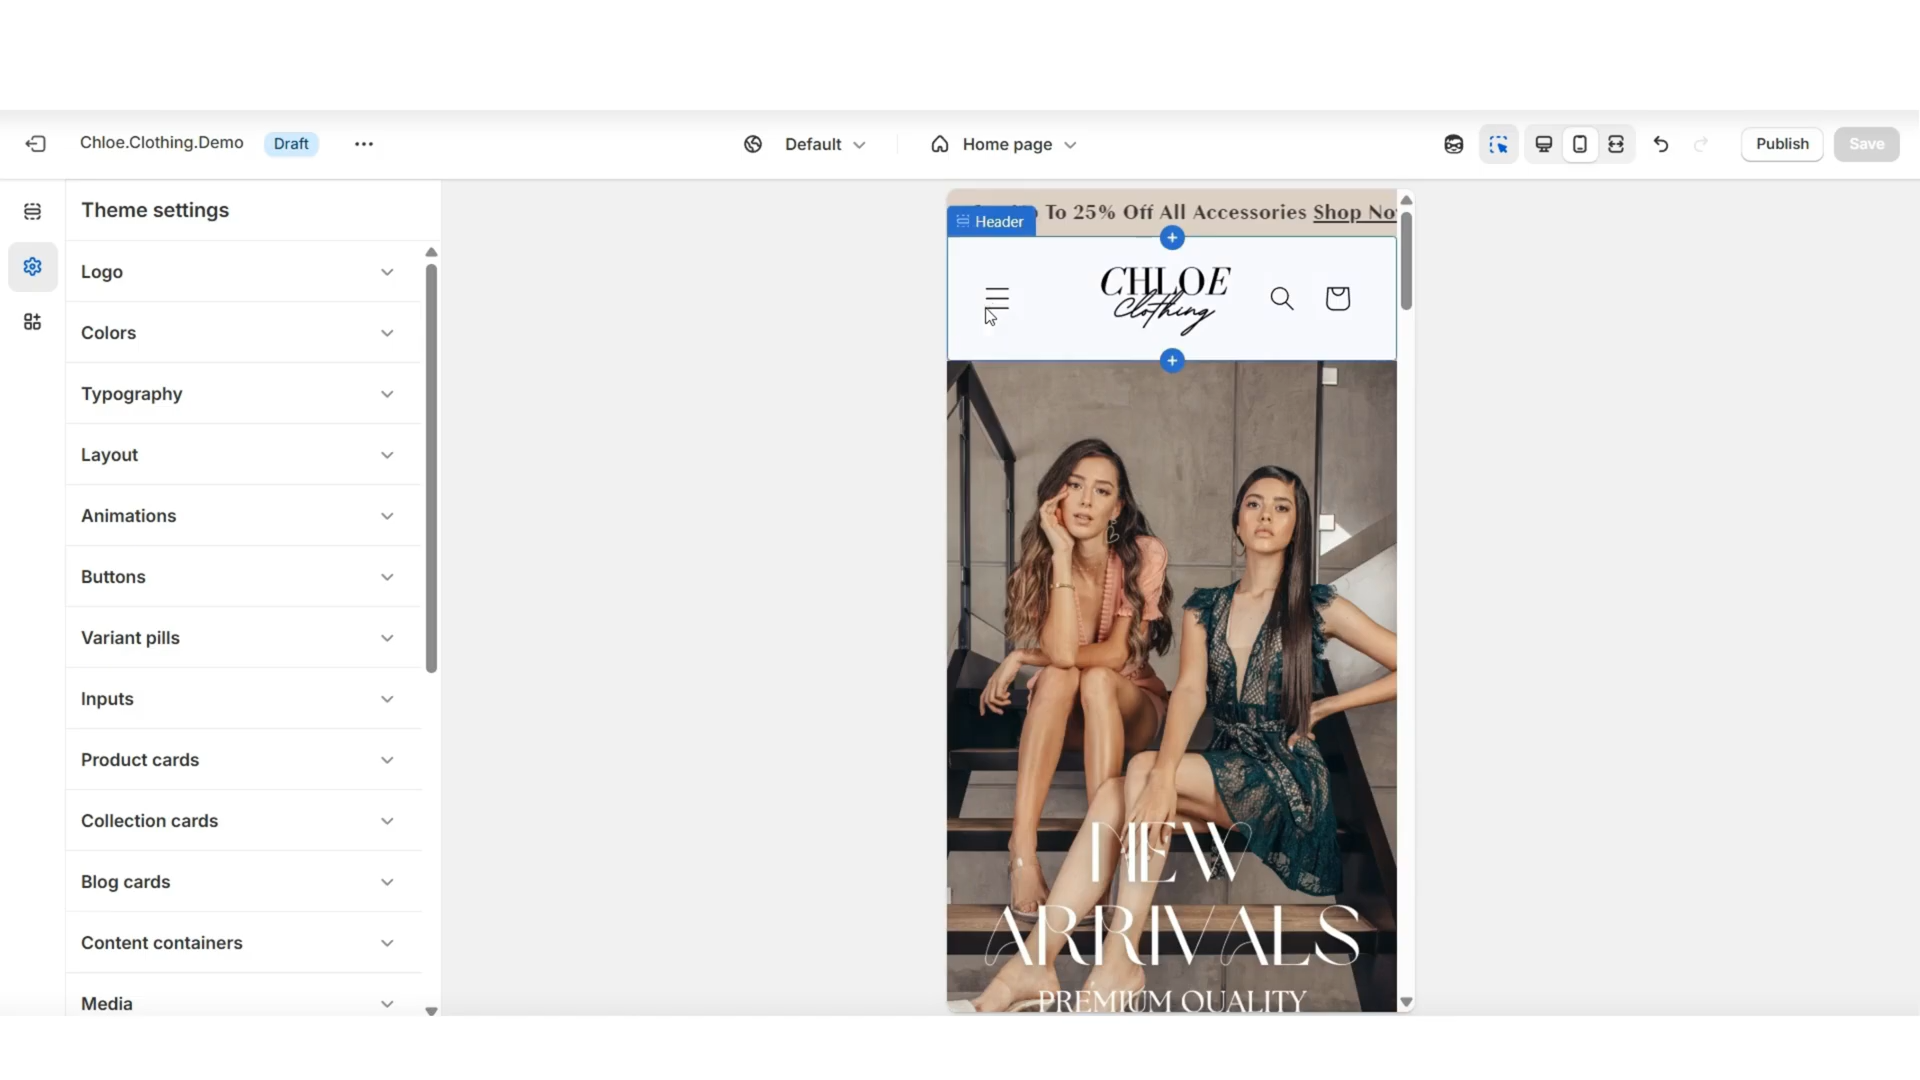 Chloe.Clothing.Demo
Draft
Default
Home page
Publish
Save
Theme settings
Logo
Colors
Typography
Layout
Animations
Buttons
Variant pills
Inputs
Product cards
Collection cards
Blog cards
Content containers
Media
To 25% Off All Accessories Shop No
Header
CHLOE
Clothing
NEW
ARRIVALS
PREMIUM QUALITY